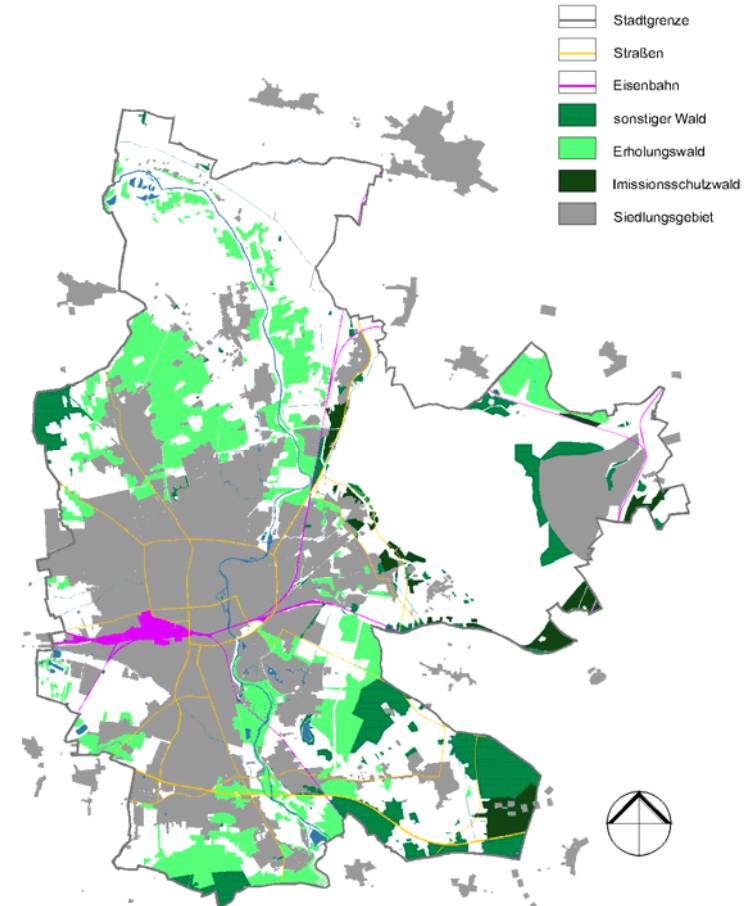 Stadtgrenze
Straßen
Eisenbahn
sonstiger Wald
Erholungswald
Imissionsschutzwald
Siedlungsgebiet